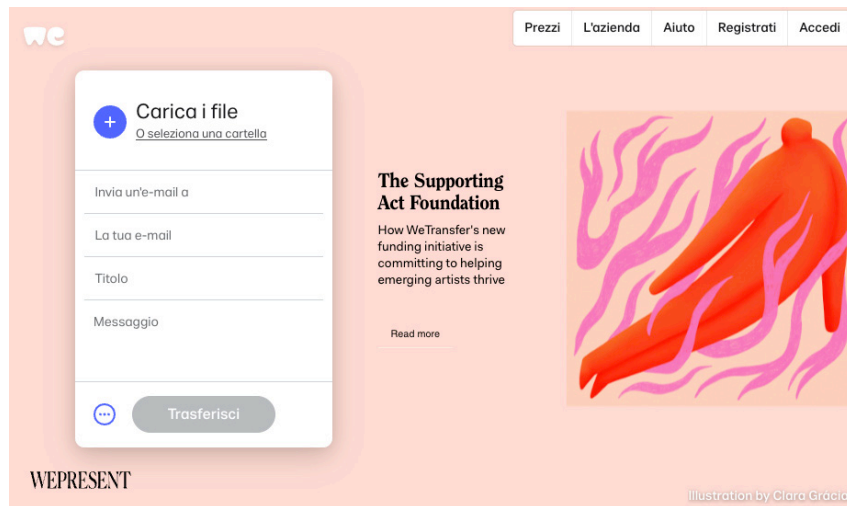 we
Prezzi
L'azienda
Aiuto
Registrati
Accedi
Carica i file
O seleziona una cartella
Invia un'e-mail a
La tua e-mail
Titolo
Messaggio
Trasferisci
The Supporting
Act Foundation
How WeTransfer's new
funding initiative is
committing to helping
emerging artists thrive
Read more
WEPRESENT
Illustration by Clara Gràcia